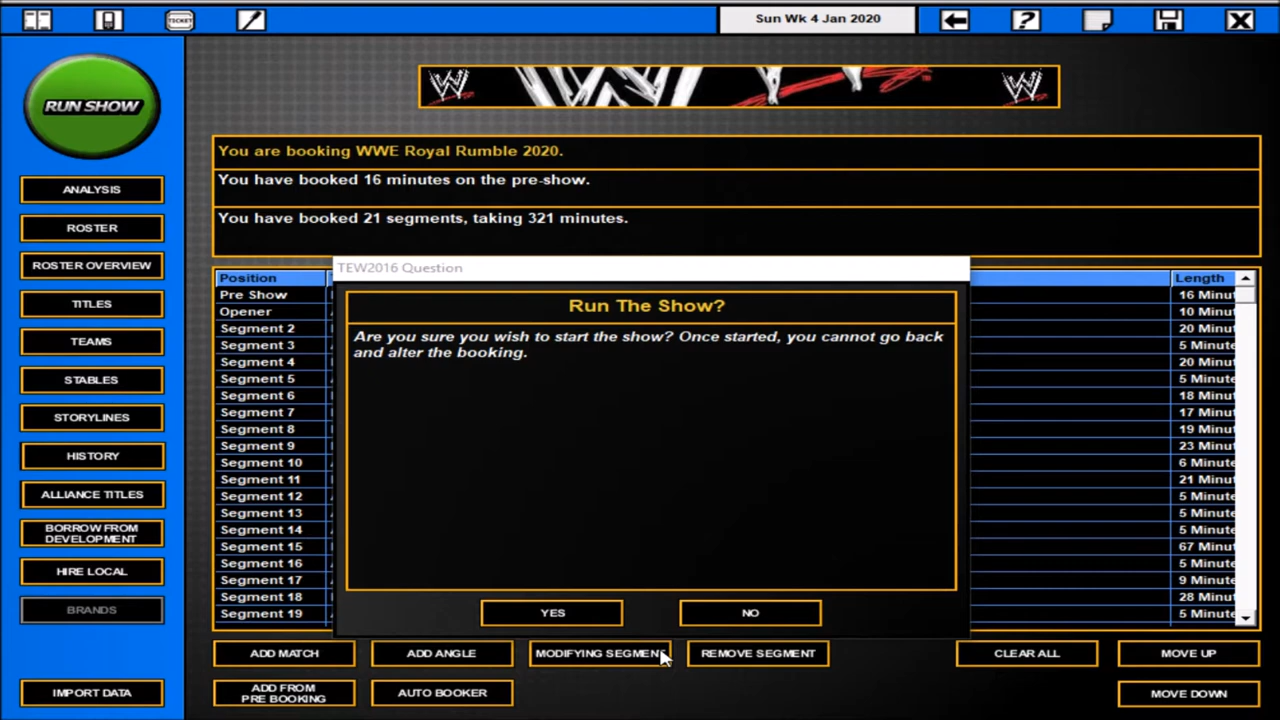 TICKET
Sun Wk 4 Jan 2020
?
RUN SHOW
You are booking WWE Royal Rumble 2020.
You have booked 16 minutes on the pre-show.
You have booked 21 segments, taking 321 minutes.
ANALYSIS
ROSTER
ROSTER OVERVIEW
TITLES
TEAMS
STABLES
STORYLINES
HISTORY
ALLIANCE TITLES
BORROW FROM
DEVELOPMENT
HIRE LOCAL
BRANDS
IMPORT DATA
TEW2016 Question
Run The Show?
Are you sure you wish to start the show? Once started, you cannot go back
and alter the booking.
YES NO
Position Length
Pre Show 16 Minut
Opener 10 Minut
Segment 2 20 Minut
Segment 3 5 Minute
Segment 4 20 Minut
Segment 5 5 Minute
Segment 6 18 Minut
Segment 7 17 Minut
Segment 8 19 Minut
Segment 9 23 Minut
Segment 10 6 Minute
Segment 11 21 Minut
Segment 12 5 Minute
Segment 13 5 Minute
Segment 14 5 Minute
Segment 15 67 Minut
Segment 16 5 Minute
Segment 17 9 Minute
Segment 18 28 Minut
Segment 19 5 Minute
ADD MATCH ADD ANGLE MODIFYING SEGMENT REMOVE SEGMENT CLEAR ALL MOVE UP
ADD FROM
PRE BOOKING
AUTO BOOKER MOVE DOWN